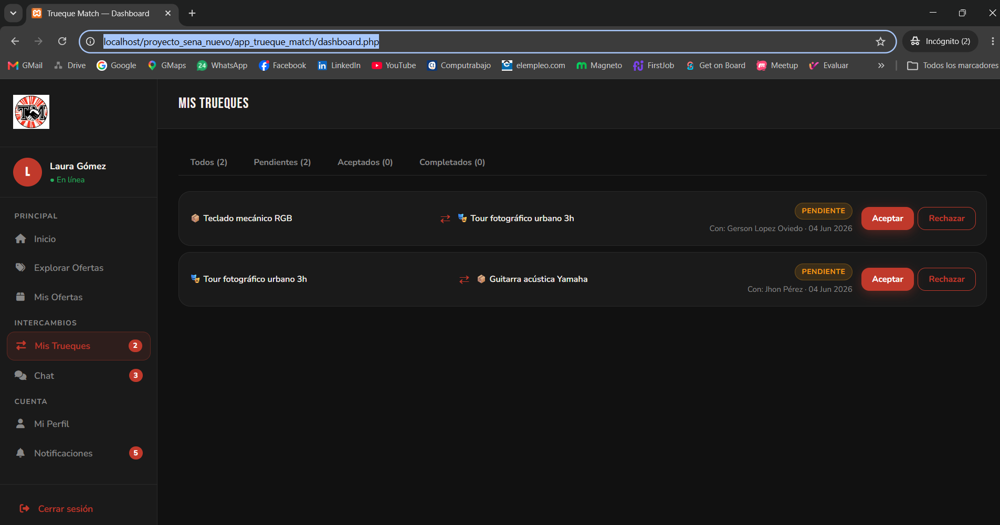 Trueque Match — Dashboard
localhost/proyecto_sena_nuevo/app_trueque_match/dashboard.php
Incógnito (2)
GMail Drive Google GMaps WhatsApp Facebook LinkedIn YouTube Computrabajo elempleo.com Magneto FirstJob Get on Board Meetup Evaluar » Todos los marcadores
24
TM
MIS TRUEQUES
L
Laura Gómez
En línea
PRINCIPAL
Inicio
Explorar Ofertas
Mis Ofertas
INTERCAMBIOS
Mis Trueques 2
Chat 3
CUENTA
Mi Perfil
Notificaciones 5
Cerrar sesión
Todos (2) Pendientes (2) Aceptados (0) Completados (0)
Teclado mecánico RGB Tour fotográfico urbano 3h
PENDIENTE
Con: Gerson Lopez Oviedo · 04 Jun 2026
Aceptar Rechazar
Tour fotográfico urbano 3h Guitarra acústica Yamaha
PENDIENTE
Con: Jhon Pérez · 04 Jun 2026
Aceptar Rechazar